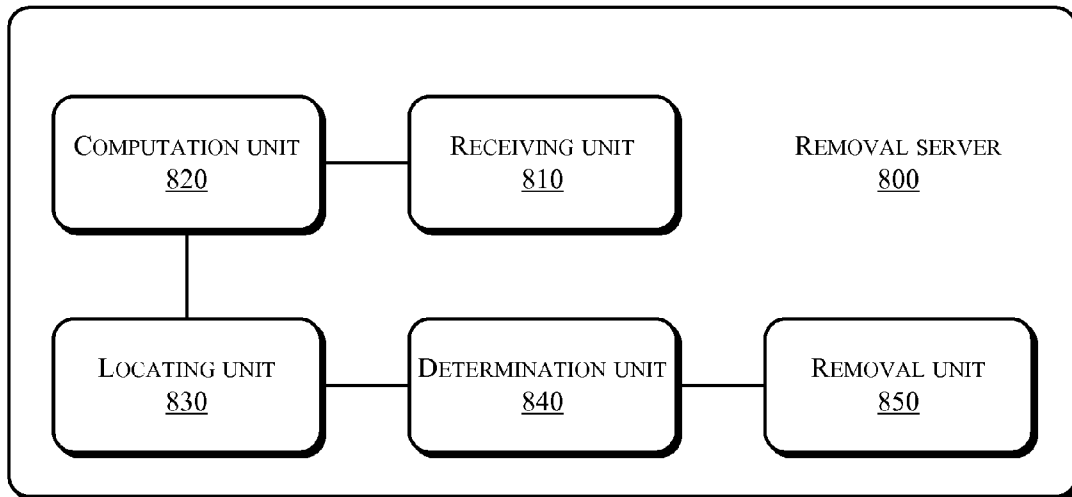 COMPUTATION UNIT
820
RECEIVING UNIT
810
REMOVAL SERVER
800
LOCATING UNIT
830
DETERMINATION UNIT
840
REMOVAL UNIT
850